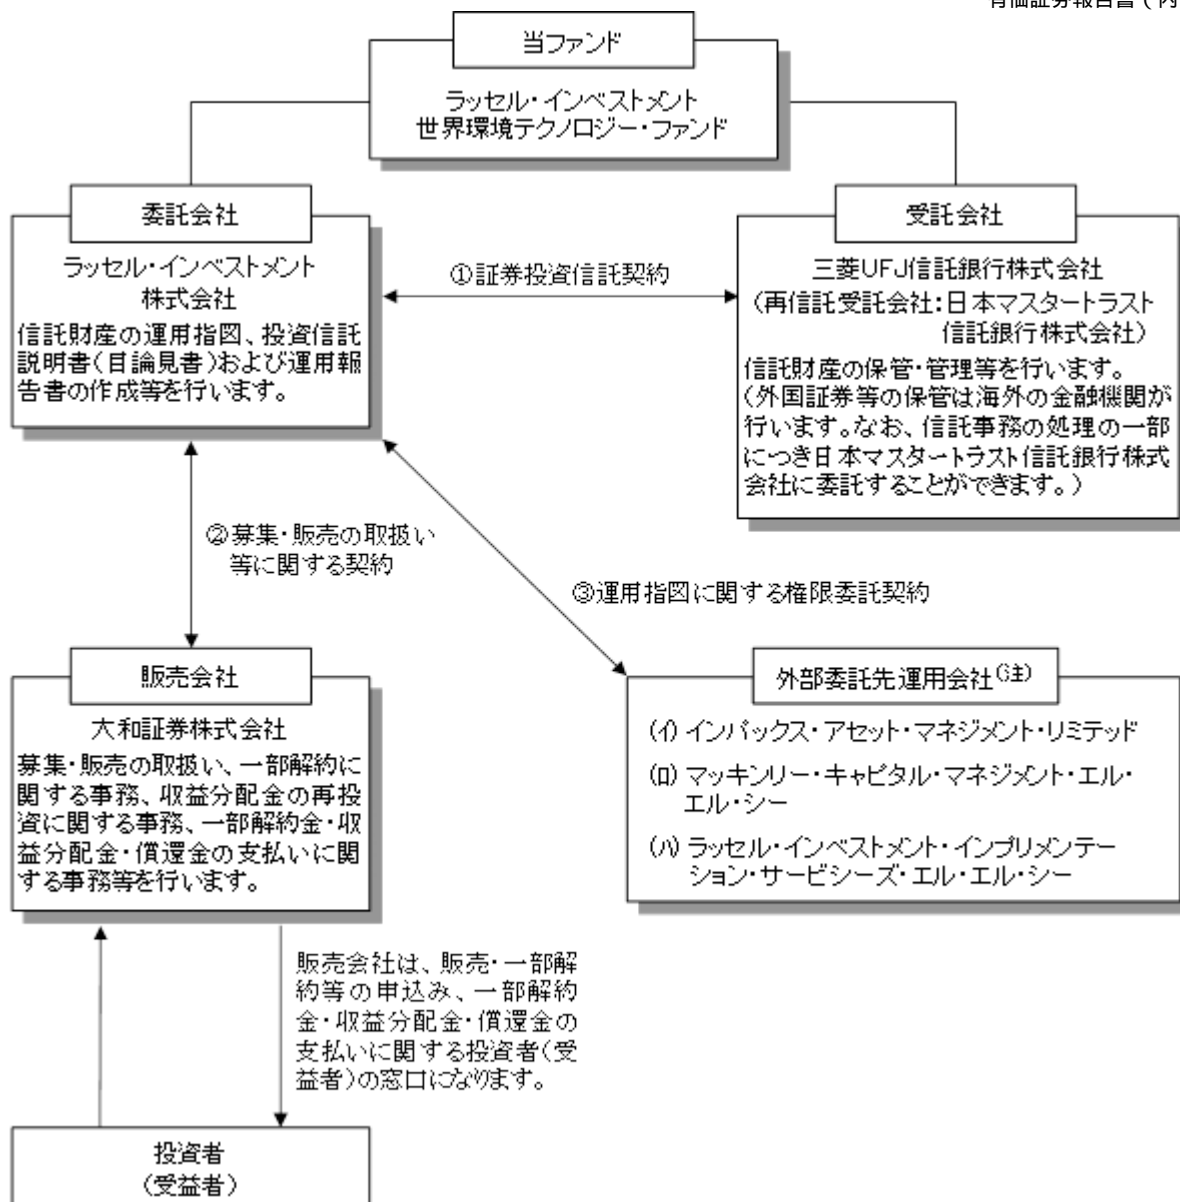 有価証券報告書（内
当ファンド
ラッセル・インベストメント
世界環境テクノロジー・ファンド
委託会社
ラッセル・インベストメント
株式会社
信託財産の運用指図、投資信託
説明書(目論見書)および運用報
告書の作成等を行います。
①証券投資信託契約
受託会社
三菱UFJ信託銀行株式会社
(再信託受託会社:日本マスタートラスト
信託銀行株式会社)
信託財産の保管・管理等を行います。
(外国証券等の保管は海外の金融機関が
行います。なお、信託事務の処理の一部
につき日本マスタートラスト信託銀行株式
会社に委託することができます。)
②募集・販売の取扱い
等に関する契約
③運用指図に関する権限委託契約
販売会社
大和証券株式会社
募集・販売の取扱い、一部解約に
関する事務、収益分配金の再投
資に関する事務、一部解約金・収
益分配金・償還金の支払いに関
する事務等を行います。
外部委託先運用会社(注)
(イ) インパックス・アセット・マネジメント・リミテッド
(ロ) マッキンリー・キャピタル・マネジメント・エル・
エル・シー
(ハ) ラッセル・インベストメント・インプリメンテー
ション・サービシーズ・エル・エル・シー
販売会社は、販売・一部解
約等の申込み、一部解約
金・収益分配金・償還金の
支払いに関する投資者(受
益者)の窓口になります。
投資者
(受益者)